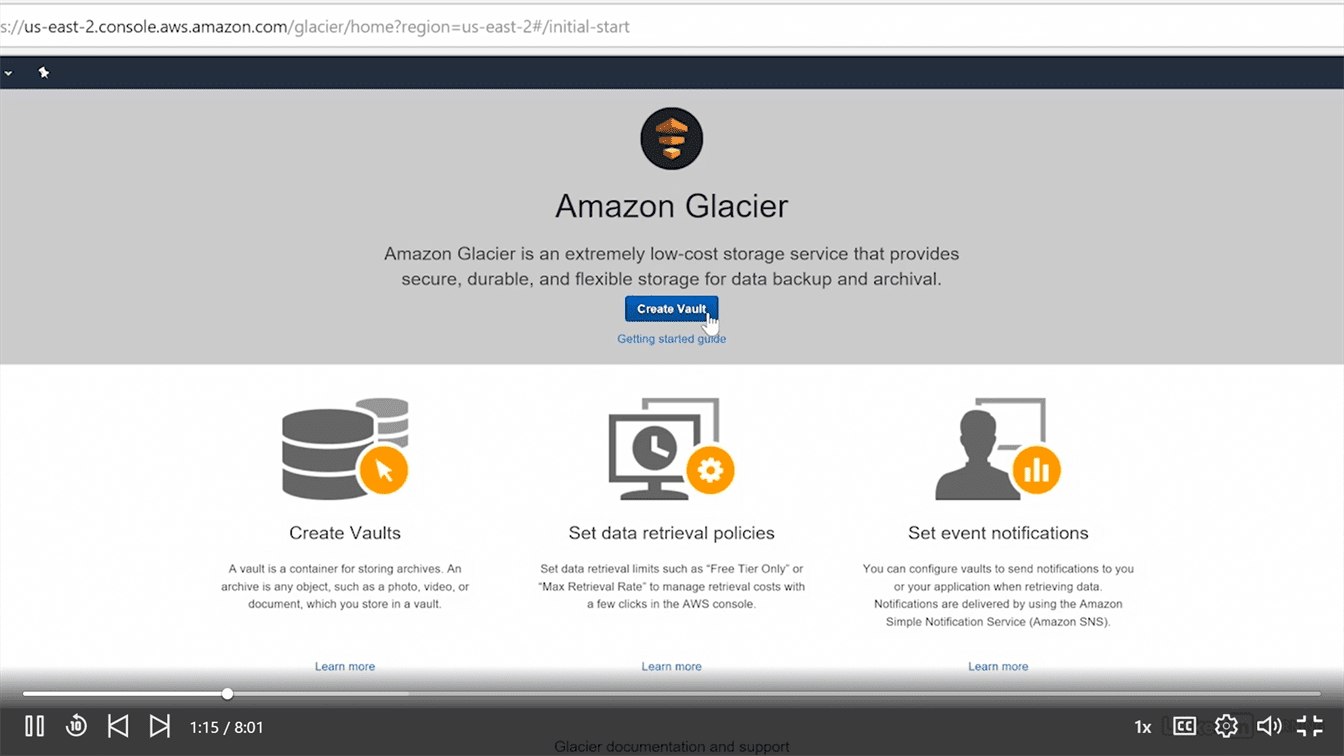 s://us-east-2.console.aws.amazon.com/glacier/home?region=us-east-2#/initial-start
Amazon Glacier
Amazon Glacier is an extremely low-cost storage service that provides
secure, durable, and flexible storage for data backup and archival.
Create Vault
Getting started guide
Create Vaults
A vault is a container for storing archives. An
archive is any object, such as a photo, video, or
document, which you store in a vault.
Learn more
Set data retrieval policies
Set data retrieval limits such as “Free Tier Only” or
“Max Retrieval Rate” to manage retrieval costs with
a few clicks in the AWS console.
Learn more
Set event notifications
You can configure vaults to send notifications to you
or your application when retrieving data.
Notifications are delivered by using the Amazon
Simple Notification Service (Amazon SNS).
Learn more
10
1:15 / 8:01
1x
CC
Glacier documentation and support